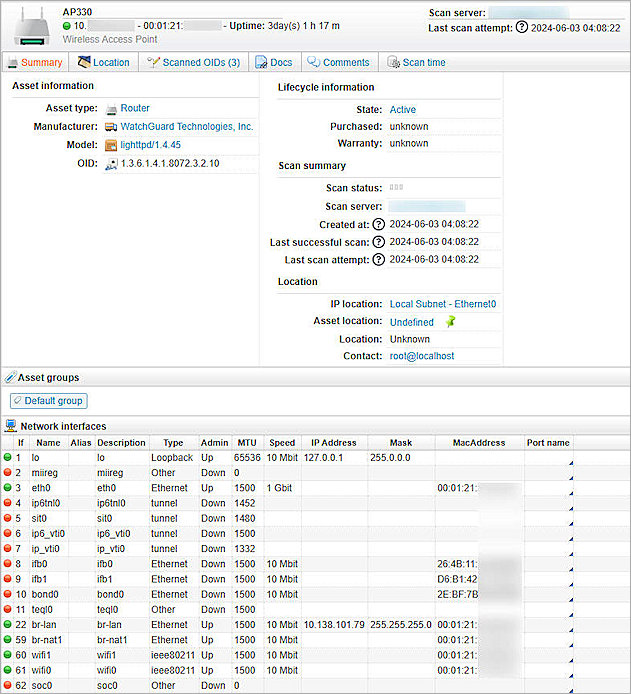 AP330
10. - 00:01:21: - Uptime: 3day(s) 1 h 17 m
Wireless Access Point
Scan server:
Last scan attempt: ? 2024-06-03 04:08:22
Summary Location Scanned OIDs (3) Docs Comments Scan time
Asset information
Asset type: Router
Manufacturer: WatchGuard Technologies, Inc.
Model: lighttpd/1.4.45
OID: 1.3.6.1.4.1.8072.3.2.10
Lifecycle information
State: Active
Purchased: unknown
Warranty: unknown
Scan summary
Scan status:
Scan server:
Created at: ? 2024-06-03 04:08:22
Last successful scan: ? 2024-06-03 04:08:22
Last scan attempt: ? 2024-06-03 04:08:22
Location
IP location: Local Subnet - Ethernet0
Asset location: Undefined
Location: Unknown
Contact: root@localhost
Asset groups
Default group
Network interfaces
If Name Alias Description Type Admin MTU Speed IP Address Mask MacAddress Port name
1 lo lo Loopback Up 65536 10 Mbit 127.0.0.1 255.0.0.0
2 miireg miireg Other Down 0
3 eth0 eth0 Ethernet Up 1500 1 Gbit 00:01:21:
4 ip6tnl0 ip6tnl0 tunnel Down 1452
5 sit0 sit0 tunnel Down 1480
6 ip6_vti0 ip6_vti0 tunnel Down 1500
7 ip_vti0 ip_vti0 tunnel Down 1332
8 ifb0 ifb0 Ethernet Down 1500 10 Mbit 26:4B:11:
9 ifb1 ifb1 Ethernet Down 1500 10 Mbit D6:B1:42
10 bond0 bond0 Ethernet Down 1500 10 Mbit 2E:BF:7B
11 teql0 teql0 Other Down 1500
22 br-lan br-lan Ethernet Up 1500 10 Mbit 10.138.101.79 255.255.255.0 00:01:21:
59 br-nat1 br-nat1 Ethernet Up 1500 10 Mbit 00:01:21:
60 wifi1 wifi1 ieee80211 Up 1500 10 Mbit 00:01:21:
61 wifi0 wifi0 ieee80211 Up 1500 10 Mbit 00:01:21:
62 soc0 soc0 Other Down 0